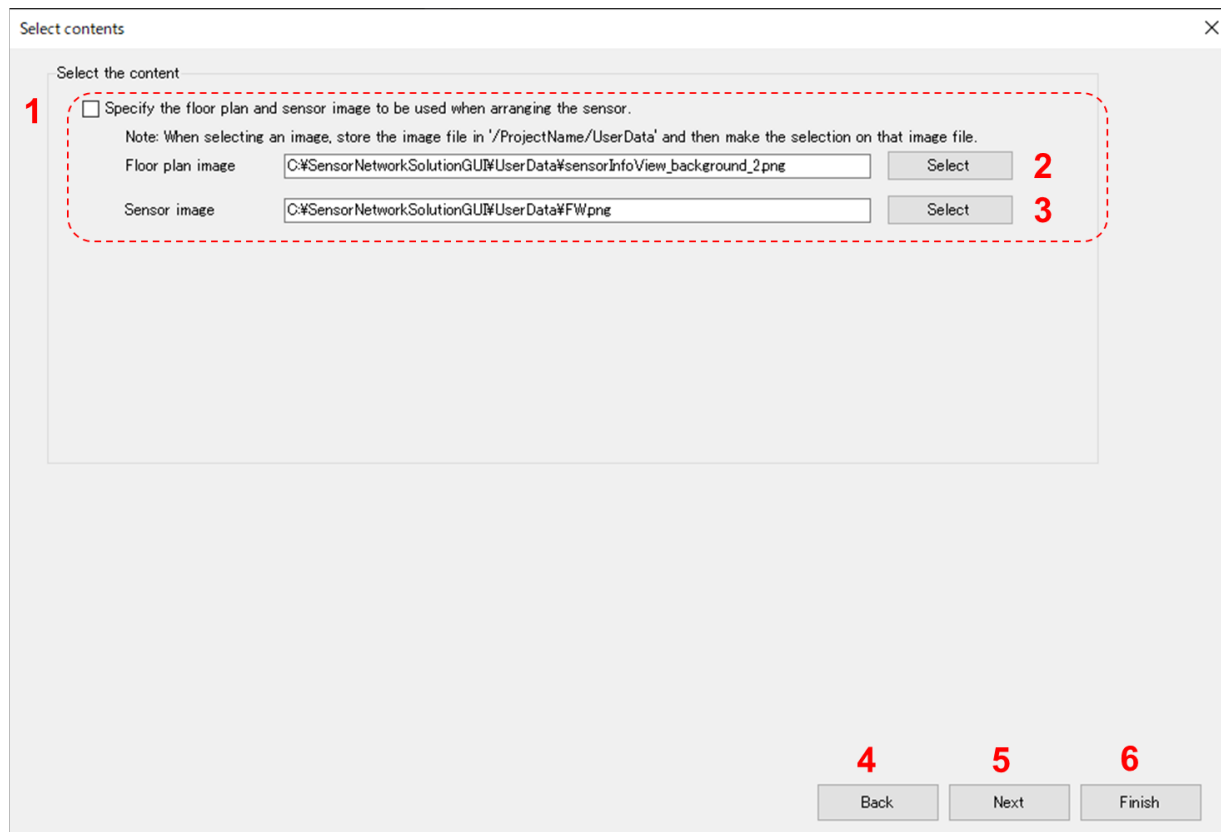 Select contents
Select the content
1
Specify the floor plan and sensor image to be used when arranging the sensor.
Note: When selecting an image, store the image file in '/ProjectName/UserData' and then make the selection on that image file.
Floor plan image C:¥SensorNetworkSolutionGUI¥UserData¥sensorInfoView_background_2.png Select 2
Sensor image C:¥SensorNetworkSolutionGUI¥UserData¥FW.png Select 3
4 5 6
Back Next Finish